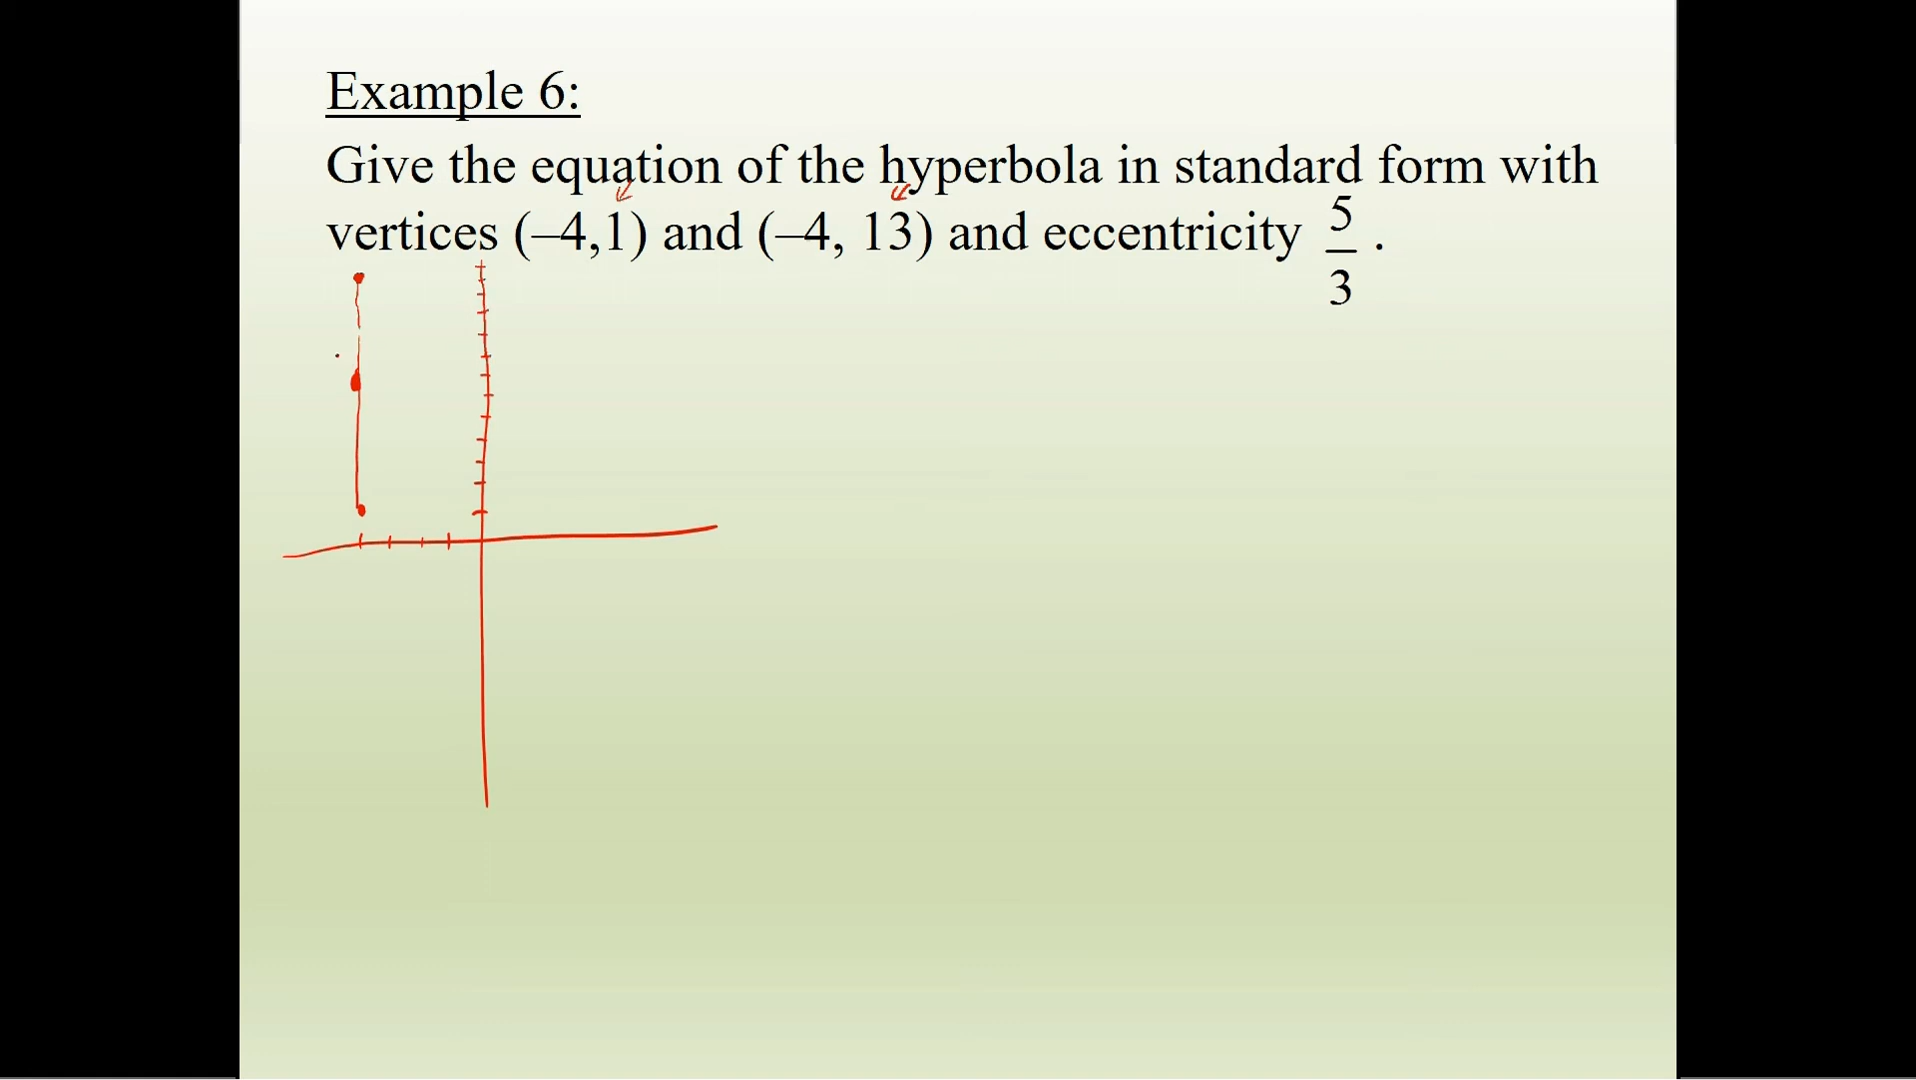 Example 6:
Give the equation of the hyperbola in standard form with
vertices (–4,1) and (–4, 13) and eccentricity 5/3 .